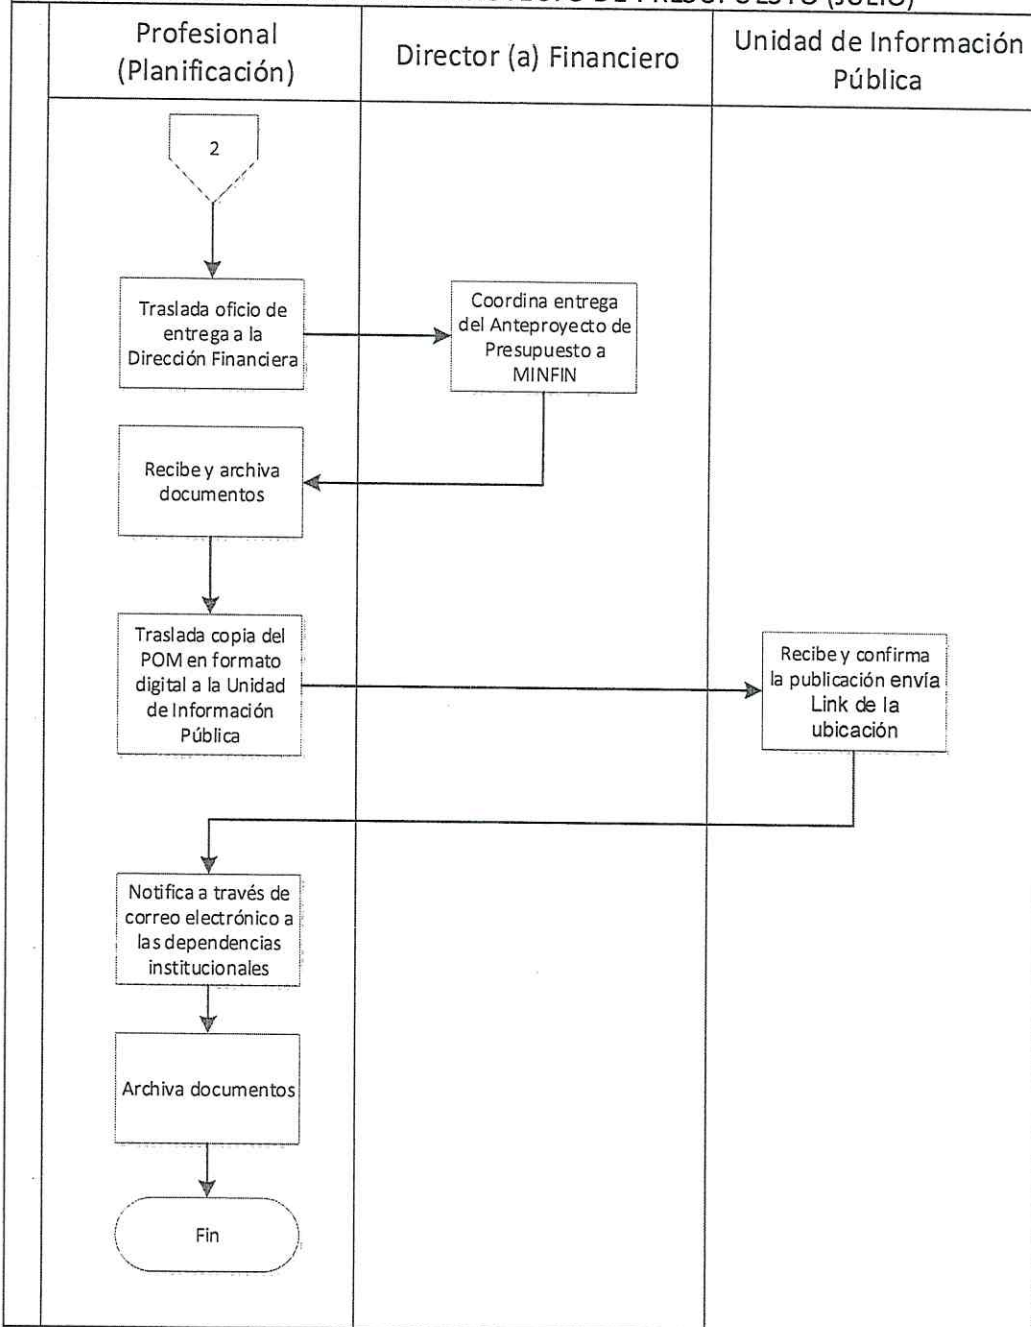 DE PRESUPUESTO (JULIO)
Profesional
(Planificación)
Director (a) Financiero
Unidad de Información
Pública
2
Traslada oficio de
entrega a la
Dirección Financiera
Coordina entrega
del Anteproyecto de
Presupuesto a
MINFIN
Recibe y archiva
documentos
Traslada copia del
POM en formato
digital a la Unidad
de Información
Pública
Recibe y confirma
la publicación envía
Link de la
ubicación
Notifica a través de
correo electrónico a
las dependencias
institucionales
Archiva documentos
Fin